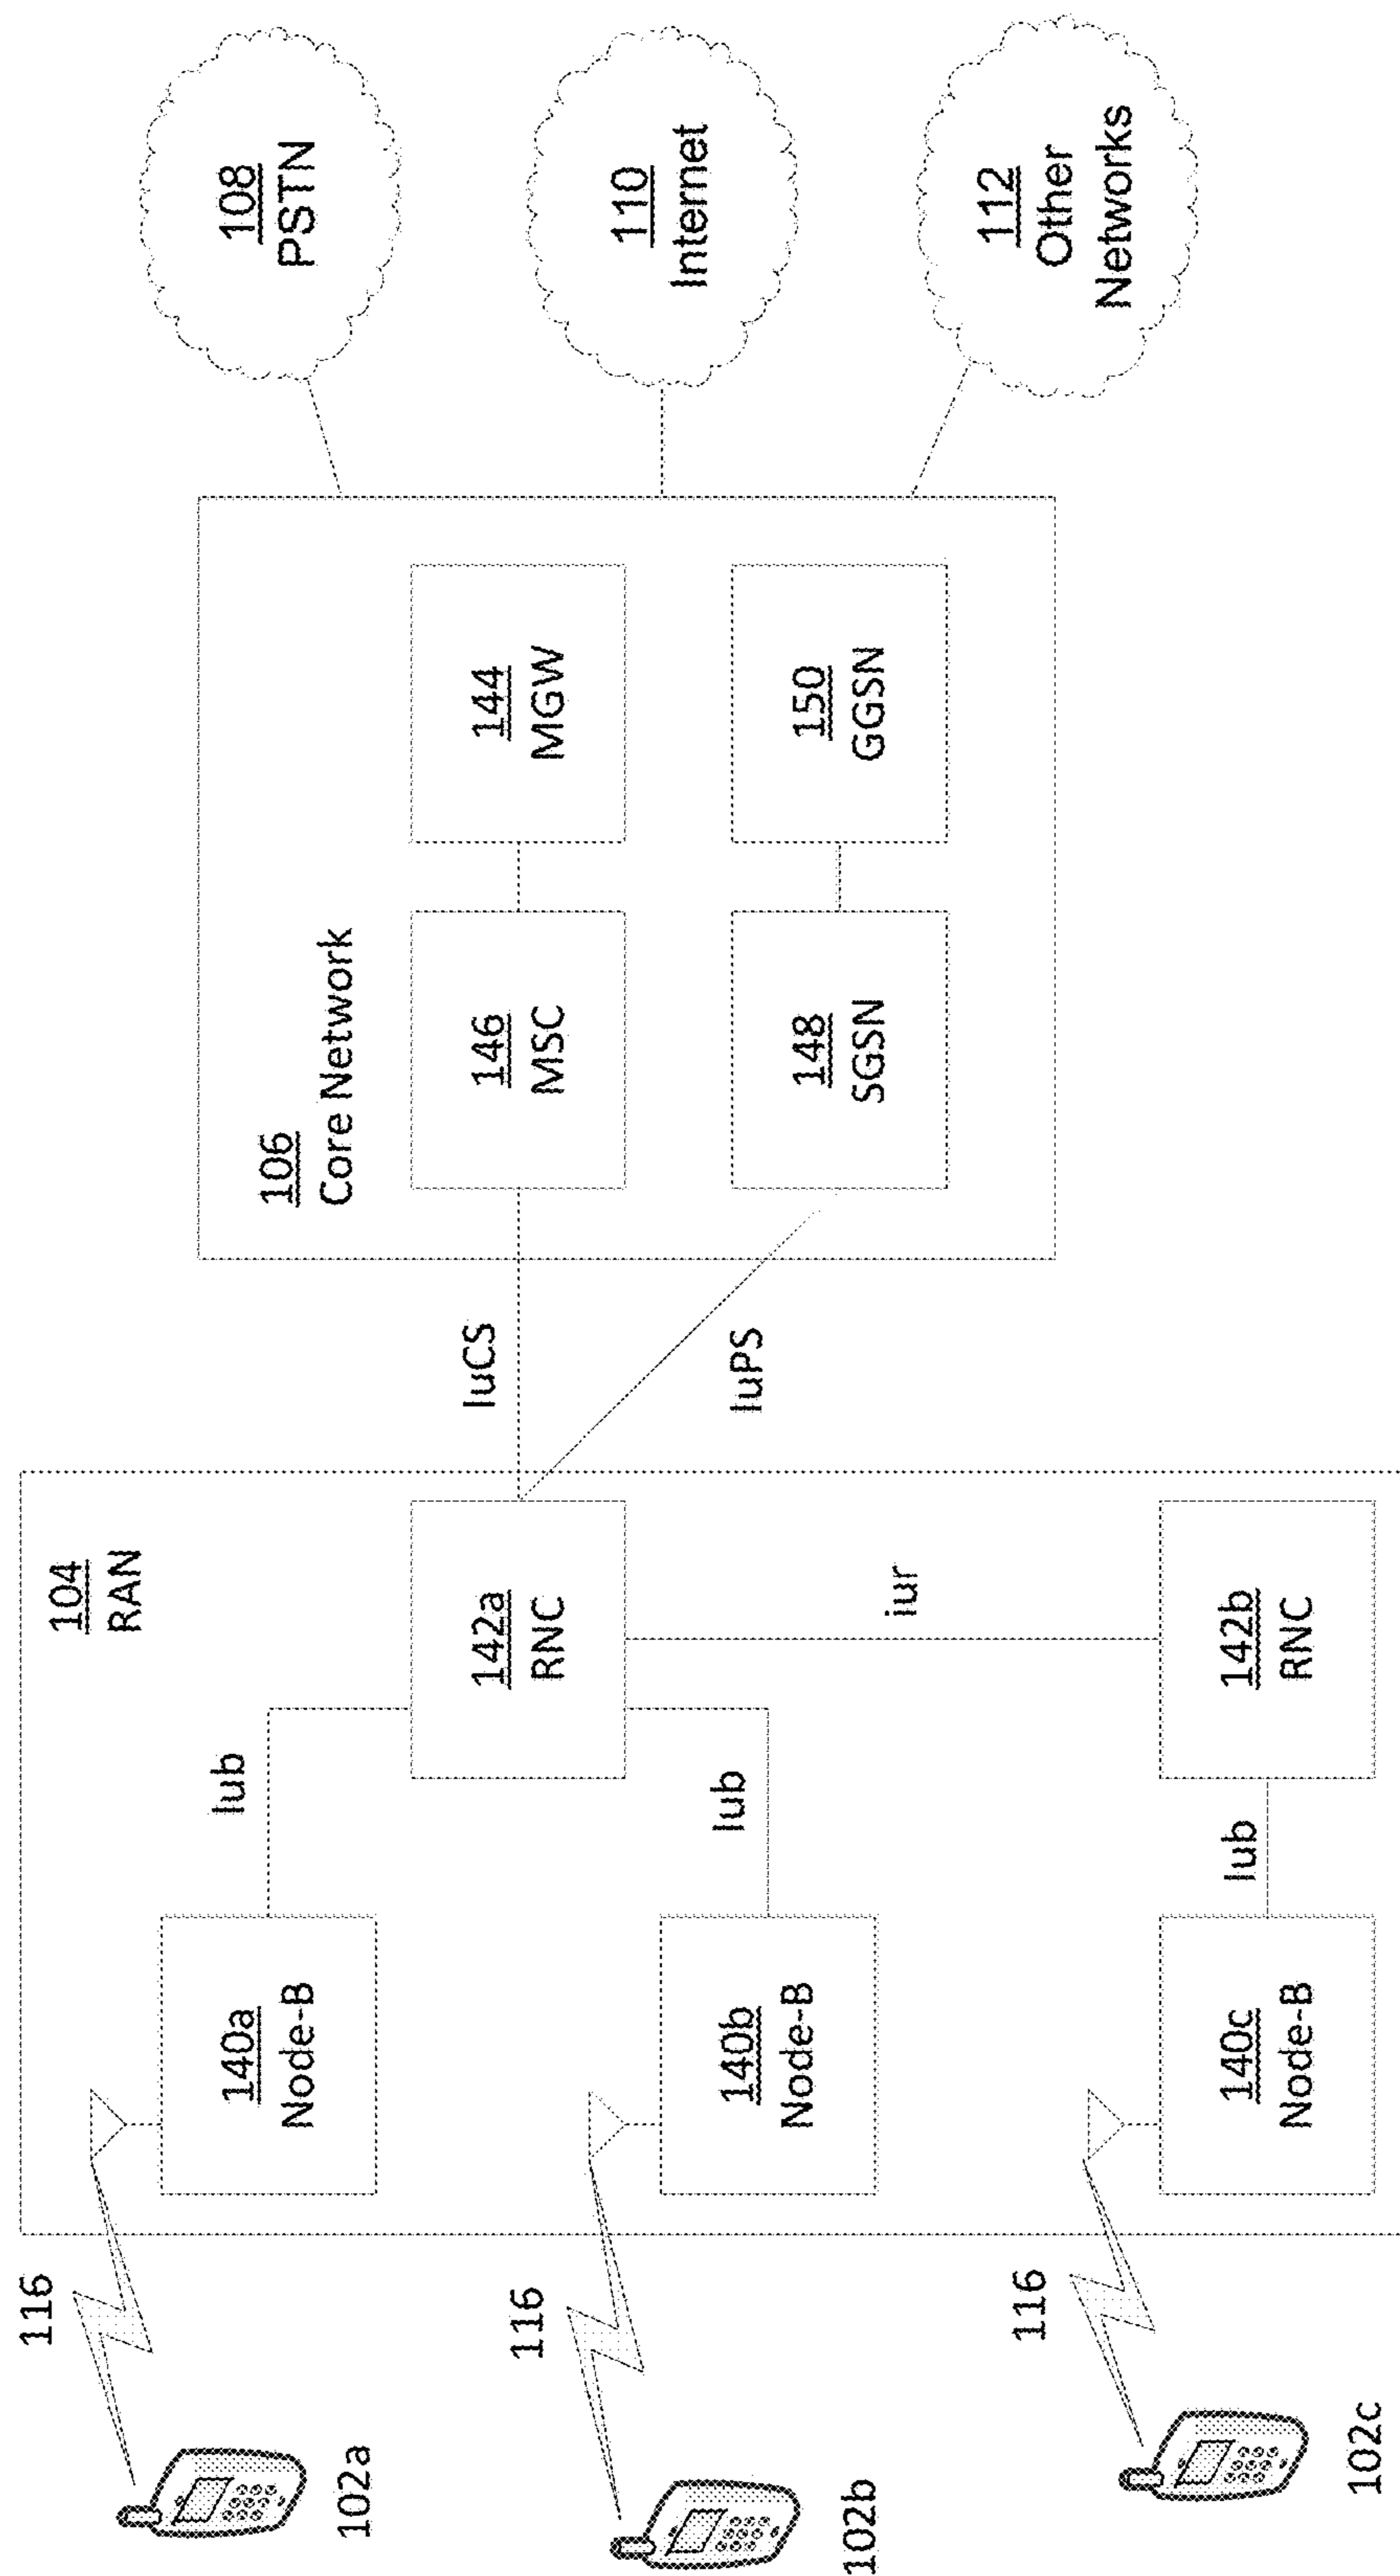 116
102a
116
102b
116
102c
104
RAN
140a
Node-B
Iub
142a
RNC
140b
Node-B
Iub
iur
140c
Node-B
Iub
142b
RNC
IuCS
IuPS
106
Core Network
146
MSC
144
MGW
148
SGSN
150
GGSN
108
PSTN
110
Internet
112
Other
Networks